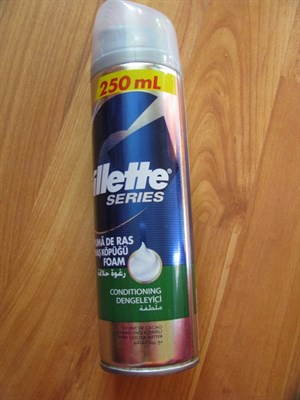 250 mL
illette
SERIES
UMĂ DE RAS
AŞ KÖPÜĞÜ
FOAM
رغوة حلاقة
CONDITIONING
DENGELEYİCİ
ملطفة